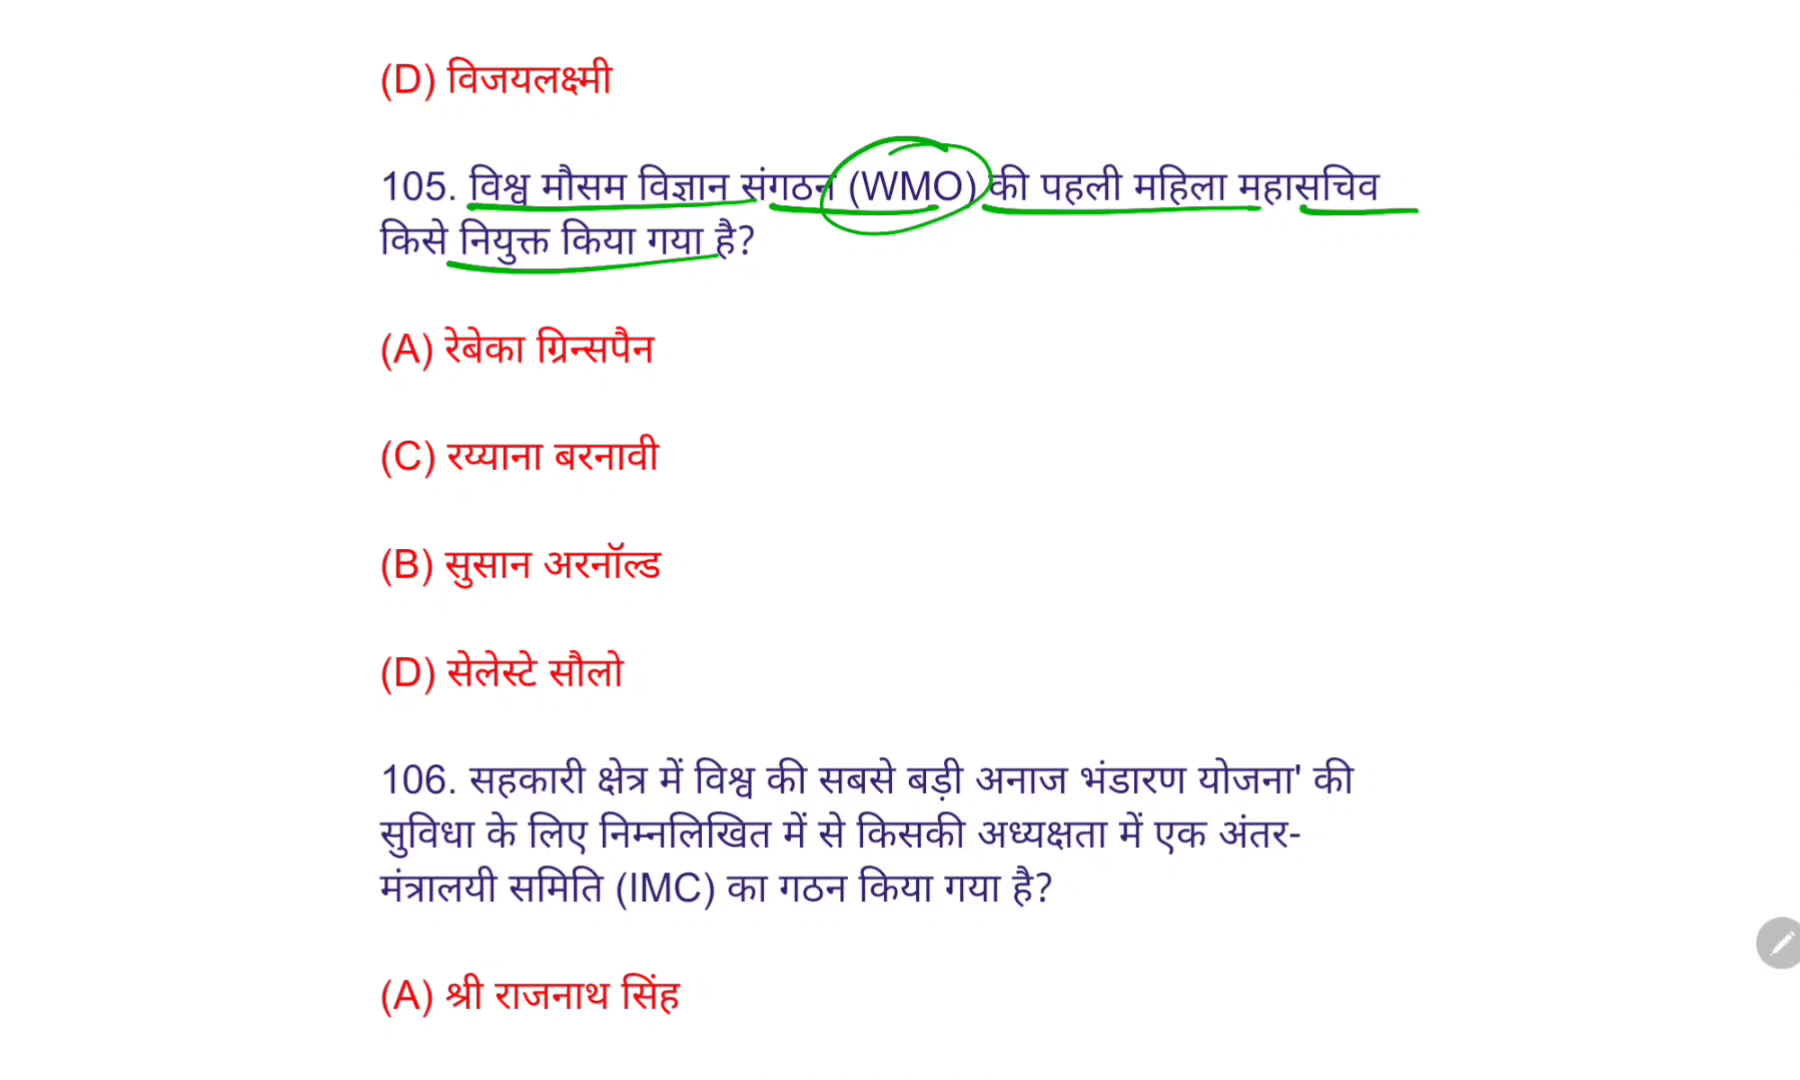 (D) विजयलक्ष्मी
105. विश्व मौसम विज्ञान संगठन (WMO) की पहली महिला महासचिव
किसे नियुक्त किया गया है?
(A) रेबेका ग्रिन्सपैन
(C) रय्याना बरनावी
(B) सुसान अरनॉल्ड
(D) सेलेस्टे सौलो
106. सहकारी क्षेत्र में विश्व की सबसे बड़ी अनाज भंडारण योजना' की
सुविधा के लिए निम्नलिखित में से किसकी अध्यक्षता में एक अंतर-
मंत्रालयी समिति (IMC) का गठन किया गया है?
(A) श्री राजनाथ सिंह